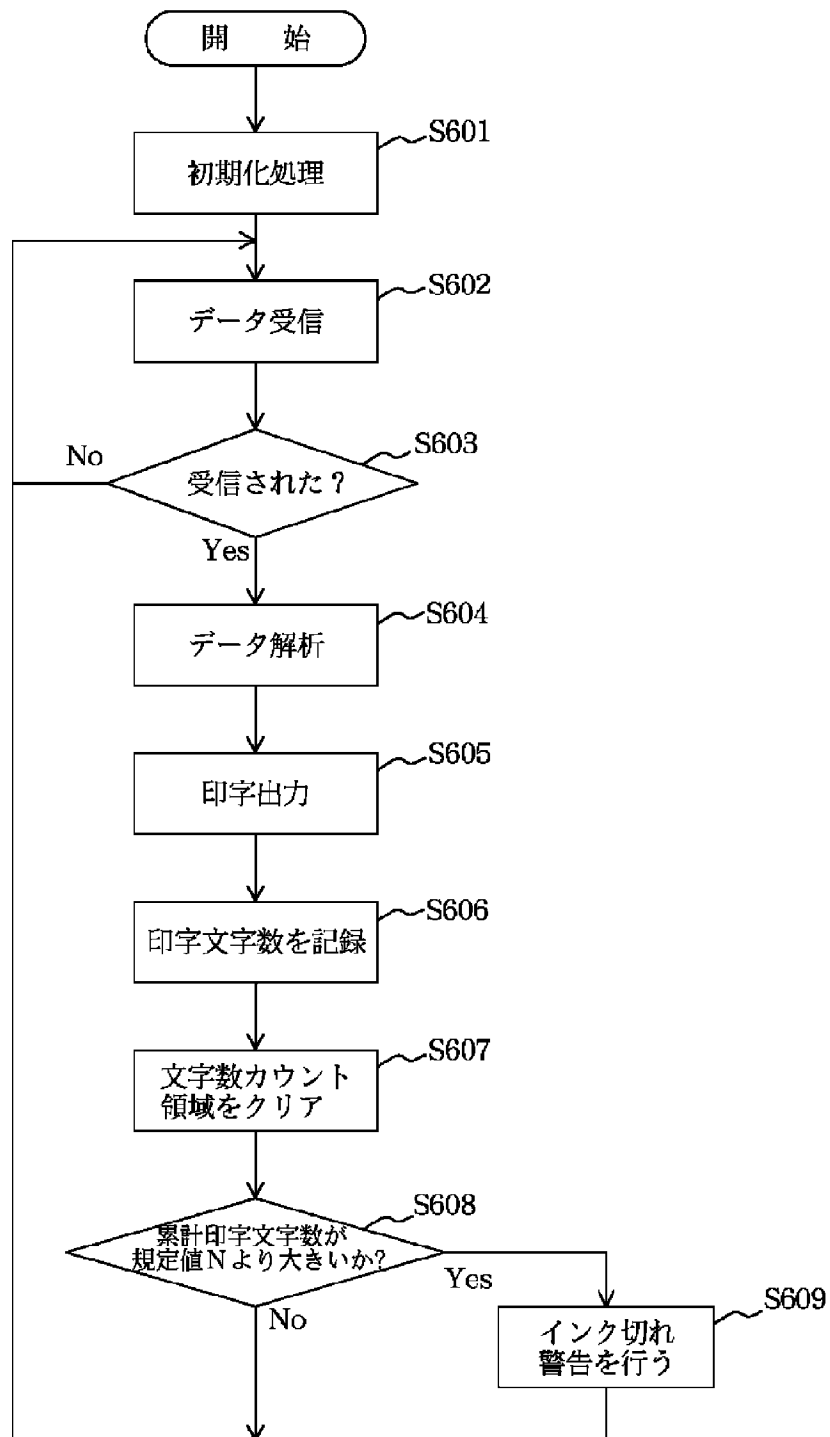 開 始
S601
初期化処理
S602
データ受信
S603
No
受信された？
Yes
S604
データ解析
S605
印字出力
S606
印字文字数を記録
S607
文字数カウント
領域をクリア
S608
累計印字文字数が
規定値Nより大きいか?
Yes
No
S609
インク切れ
警告を行う